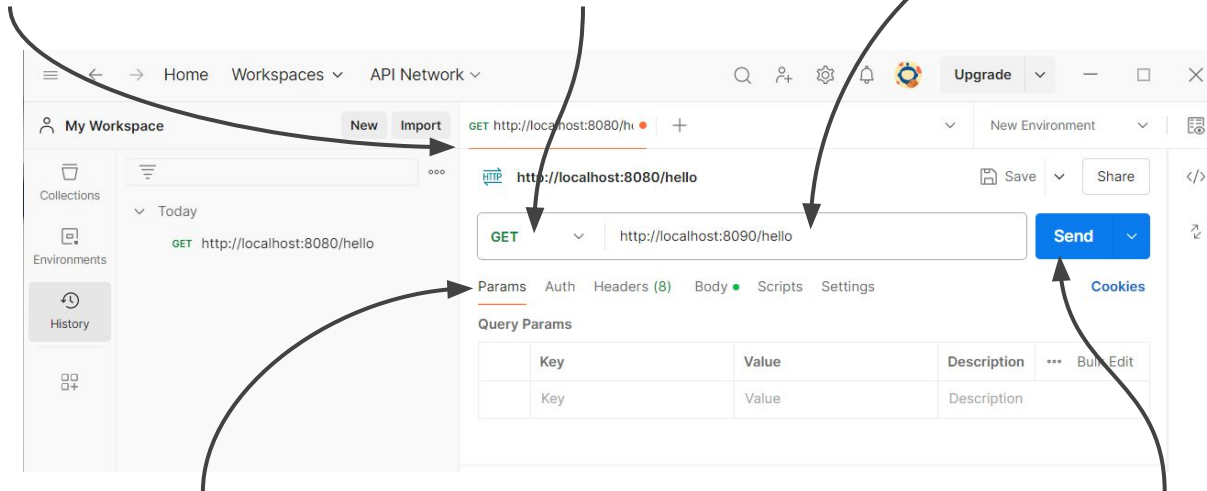 Home Workspaces API Network Upgrade
My Workspace New Import GET http://localhost:8080/h New Environment
HTTP http://localhost:8080/hello Save Share </>
Collections
Today
GET http://localhost:8080/hello
GET http://localhost:8090/hello Send
Environments
Params Auth Headers (8) Body Scripts Settings Cookies
History
Query Params
Key Value Description Bulk Edit
Key Value Description